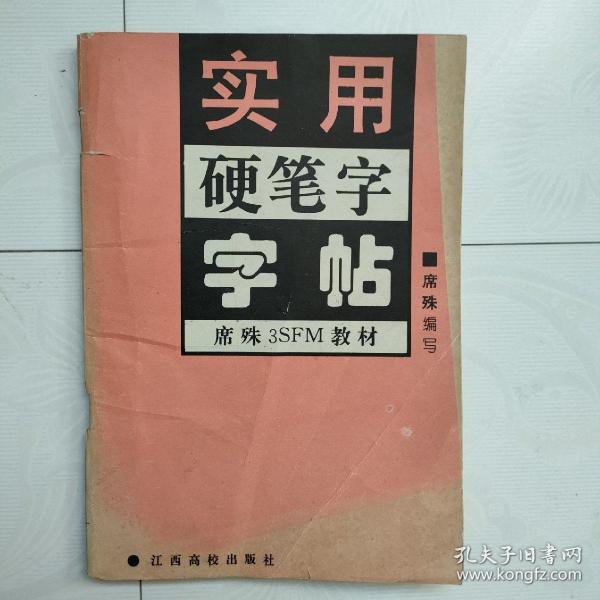 实用
硬笔字
字帖
席殊3SFM教材
■席殊编写
●江西高校出版社
孔夫子旧书网
www.kongfz.com